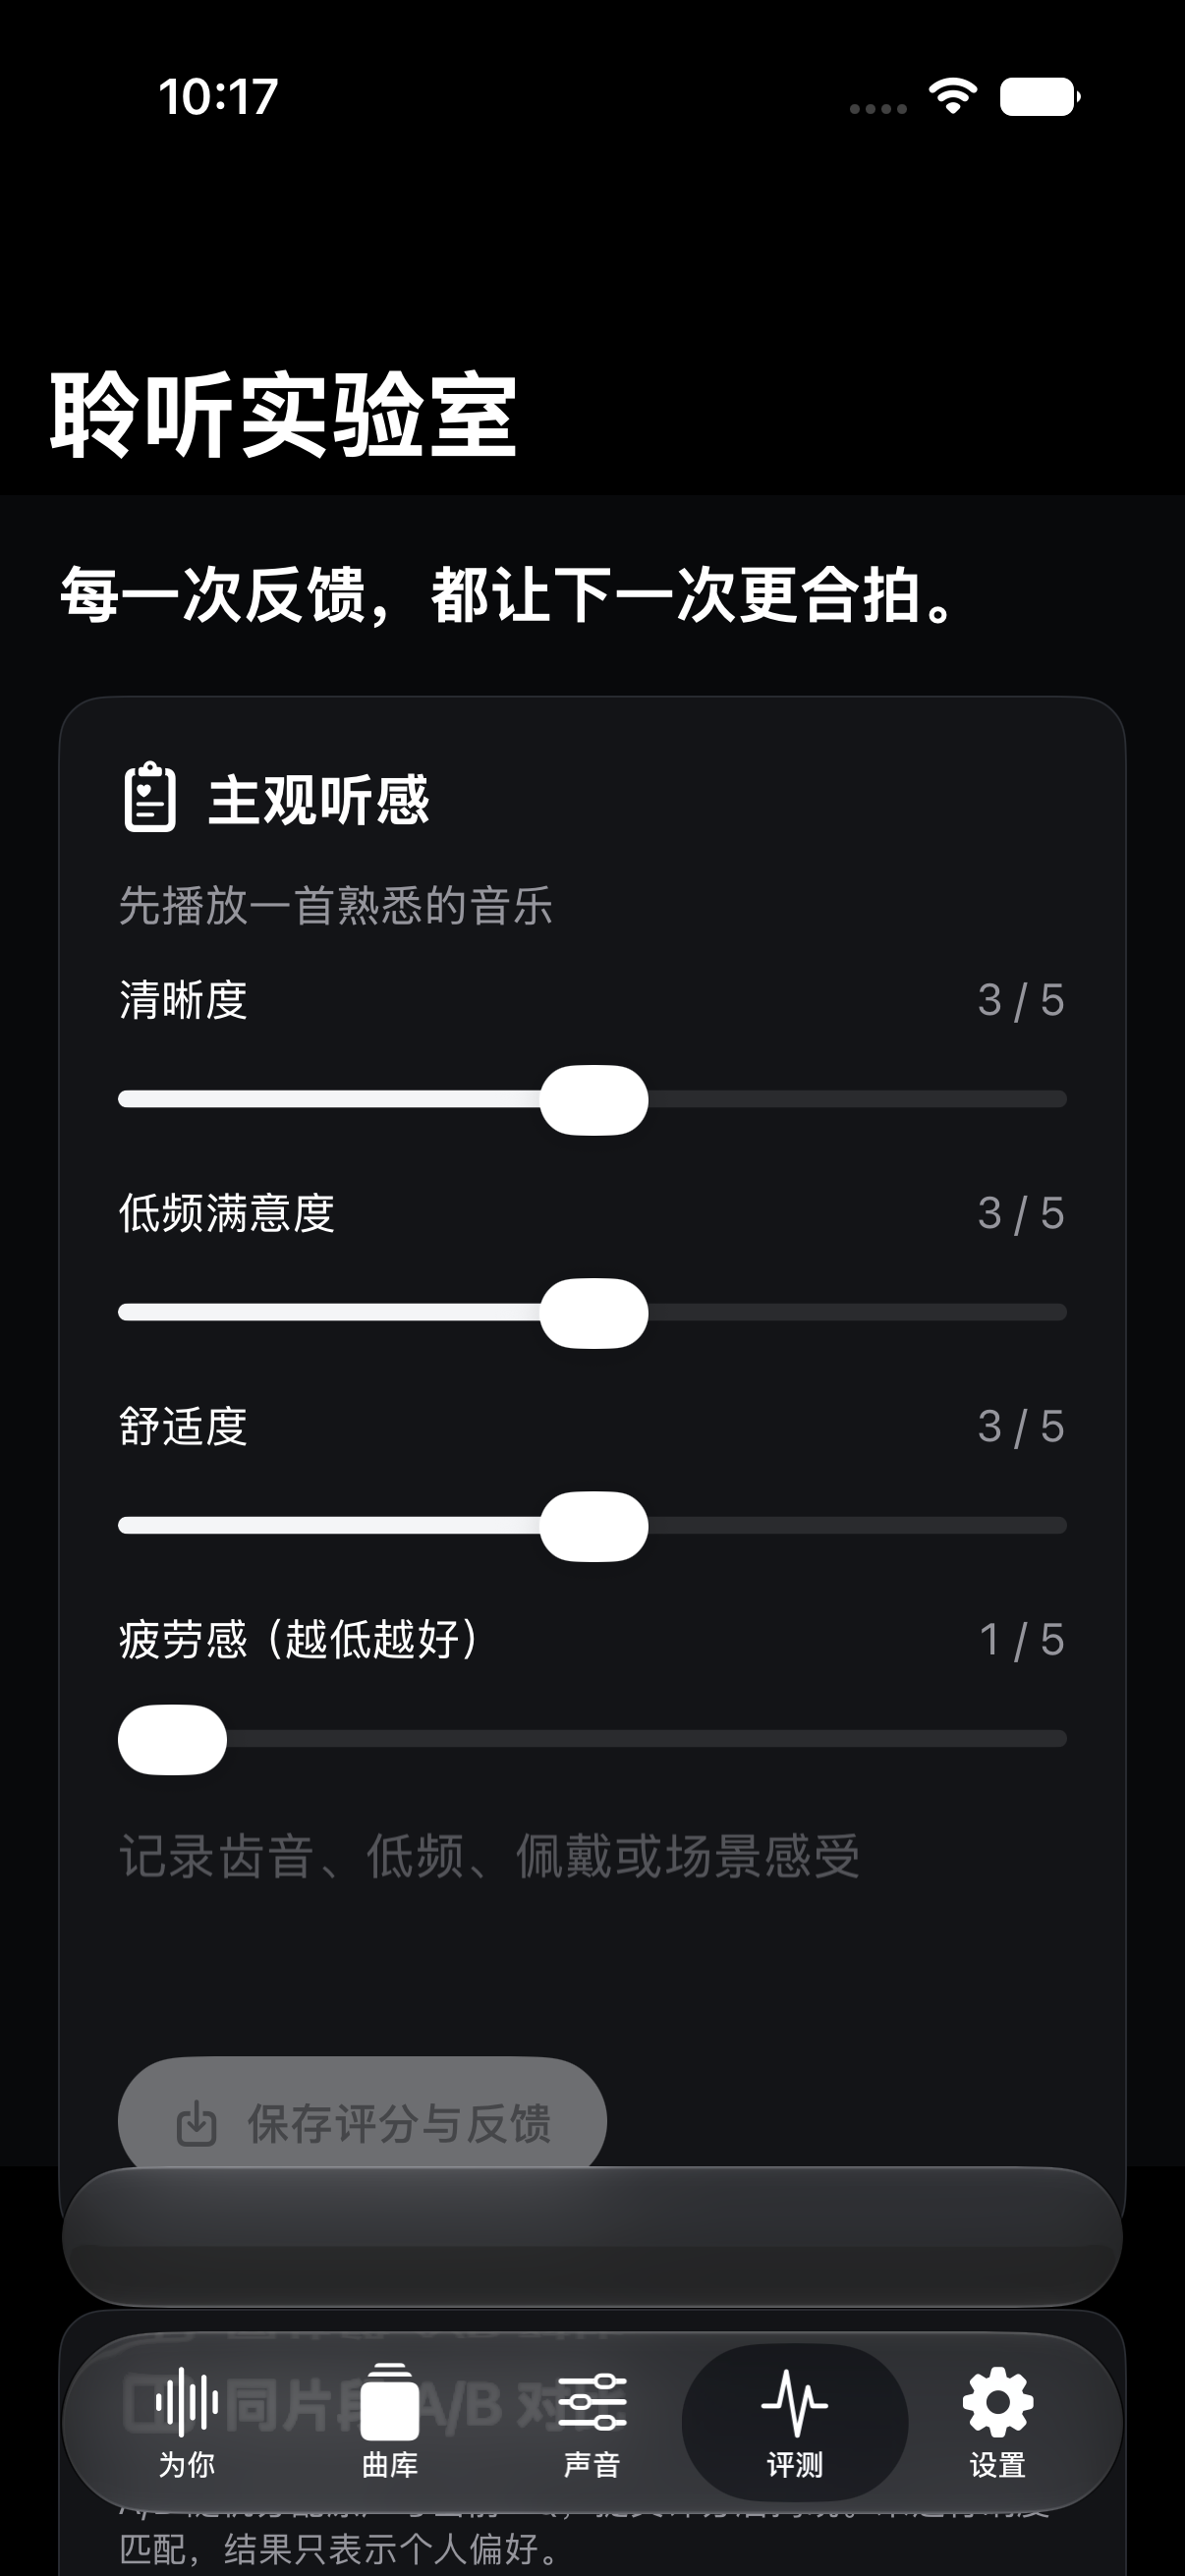 10:17
聆听实验室
每一次反馈，都让下一次更合拍。
主观听感
先播放一首熟悉的音乐
清晰度 3 / 5
低频满意度 3 / 5
舒适度 3 / 5
疲劳感（越低越好） 1 / 5
记录齿音、低频、佩戴或场景感受
保存评分与反馈
同片段 A/B 对
为你 曲库 声音 评测 设置
匹配，结果只表示个人偏好。